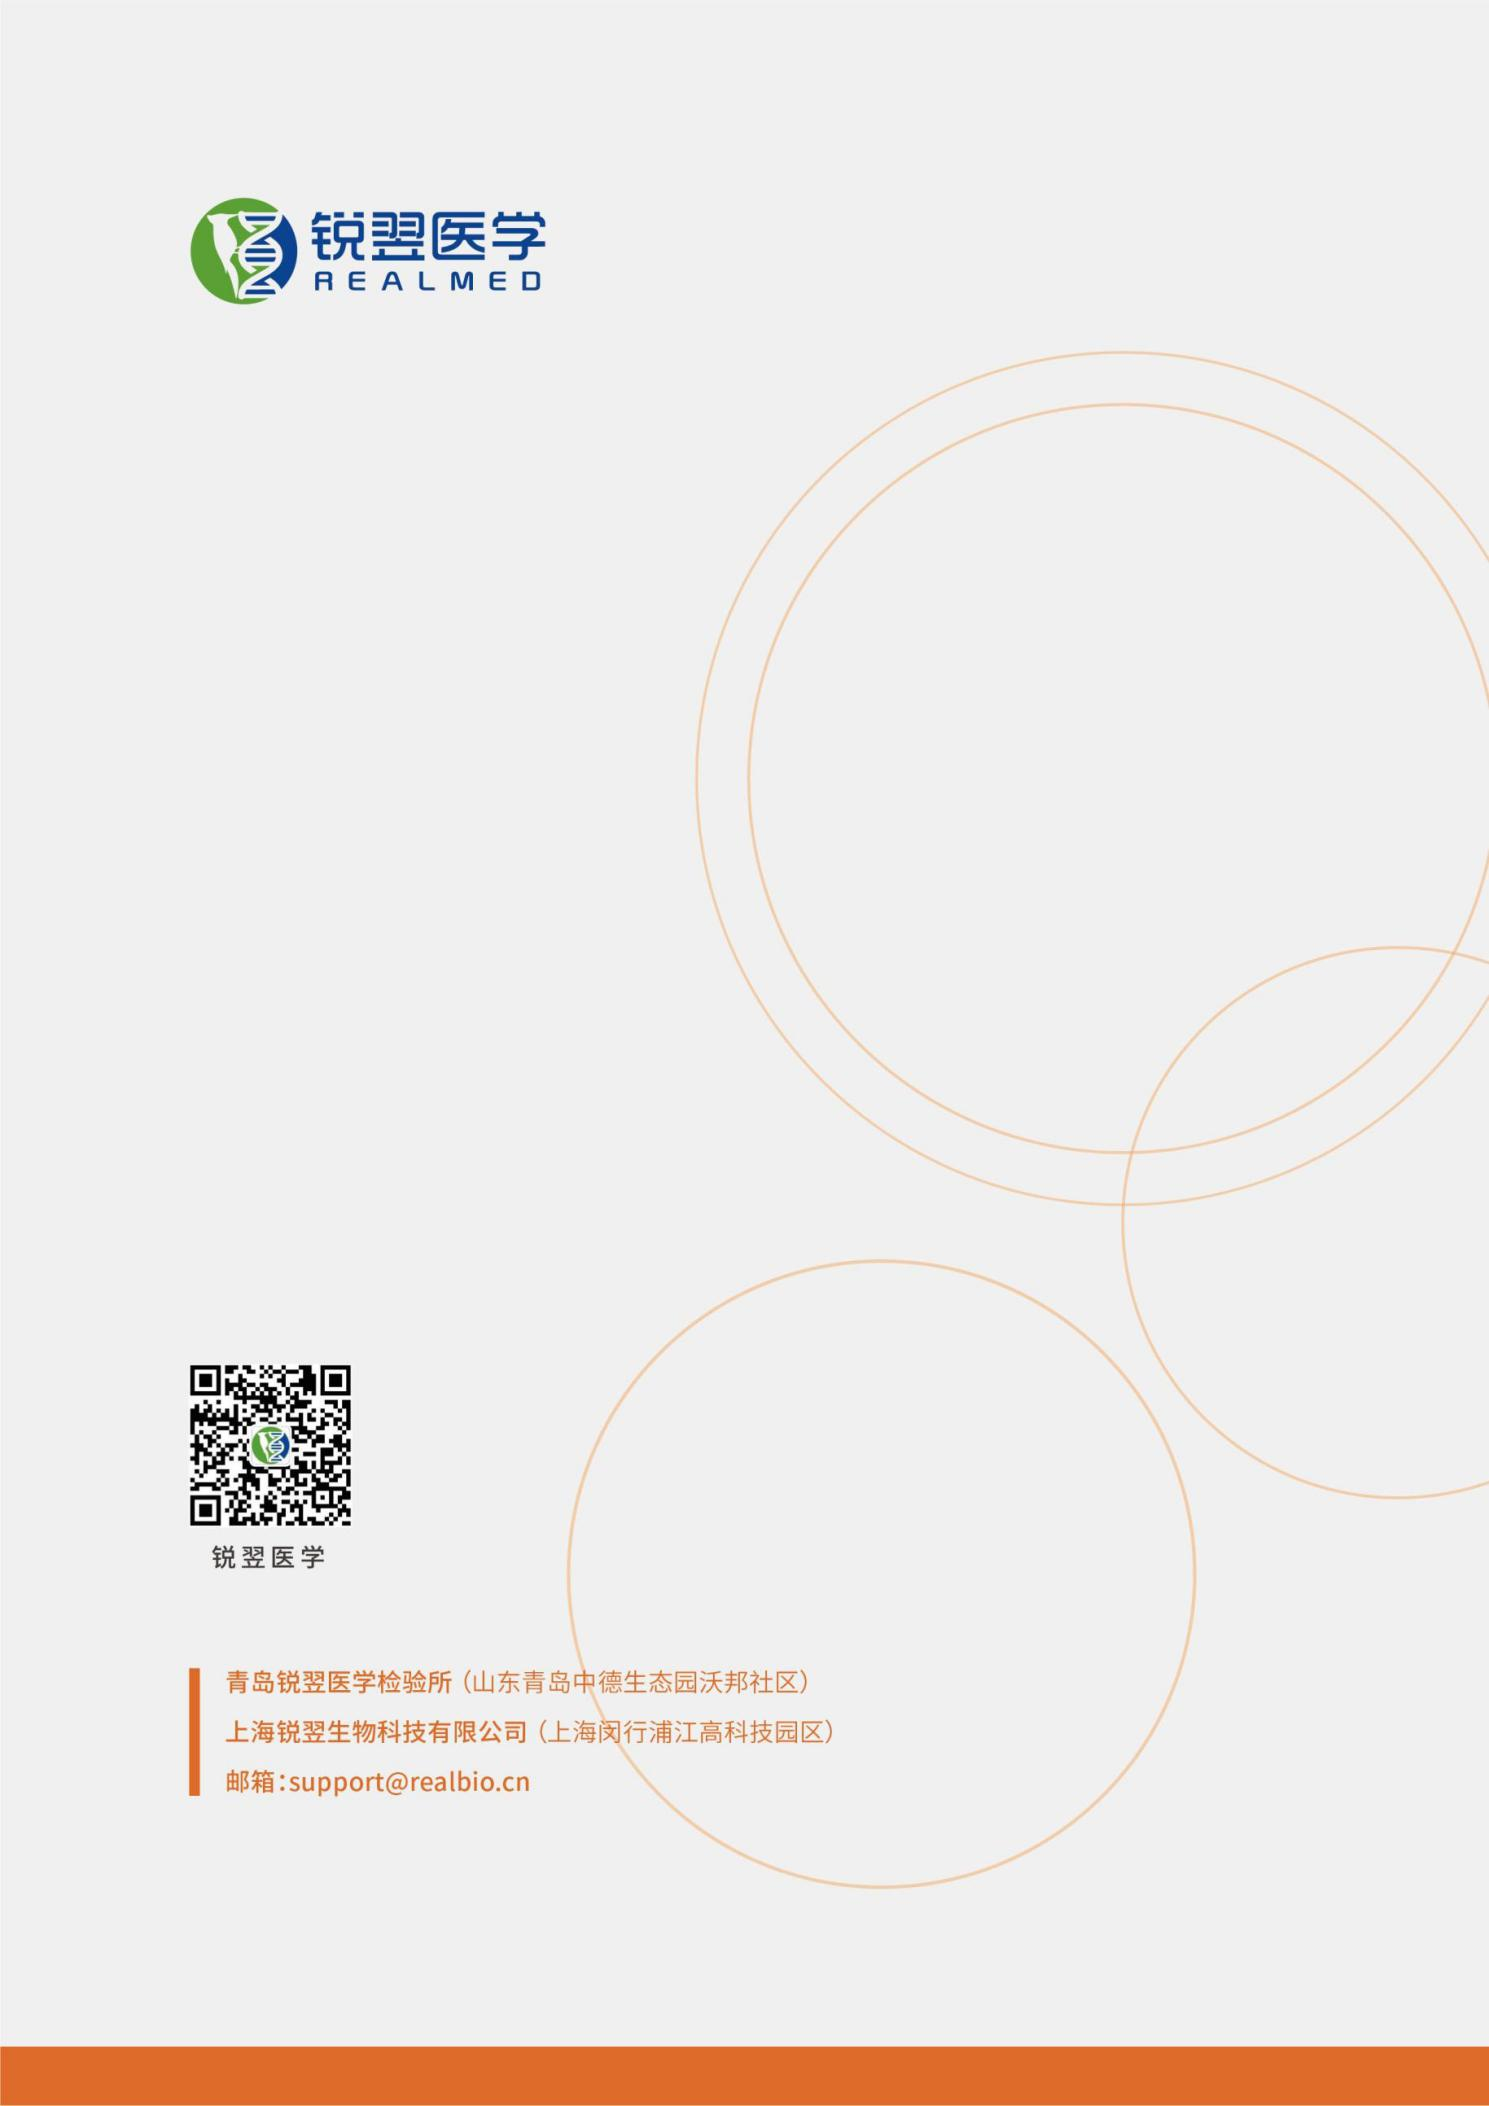 锐翌医学
REALMED
锐翌医学
青岛锐翌医学检验所（山东青岛中德生态园沃邦社区）
上海锐翌生物科技有限公司（上海闵行浦江高科技园区）
邮箱：support@realbio.cn